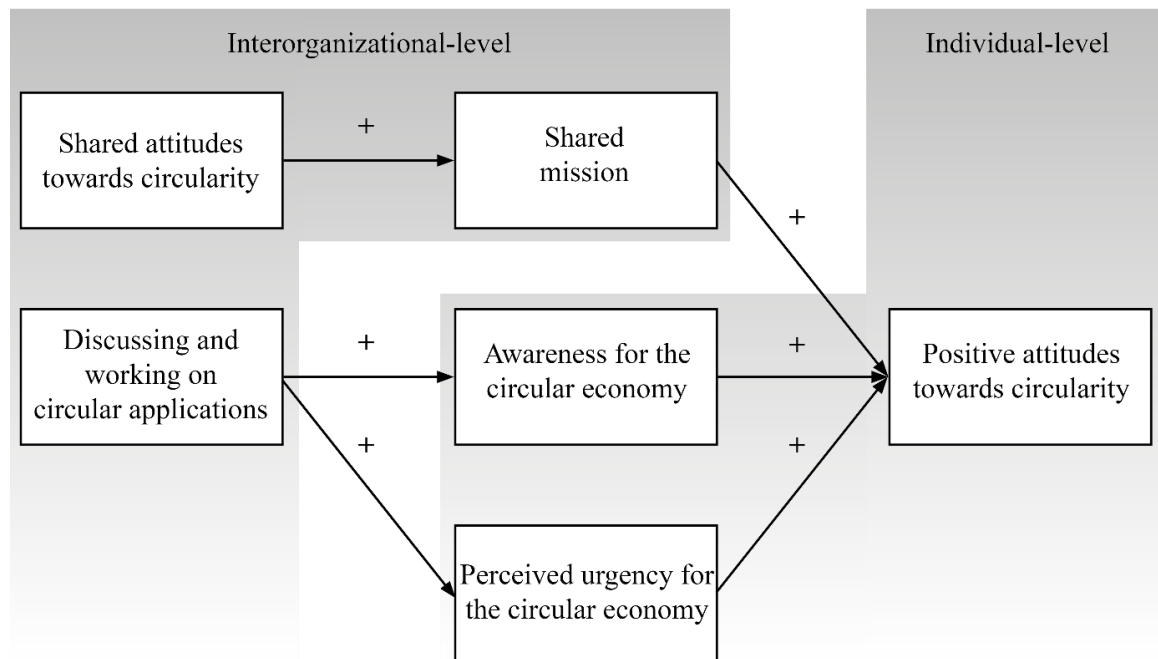 Interorganizational-level
Individual-level
Shared attitudes
towards circularity
+
Shared
mission
+
Discussing and
working on
circular applications
+
Awareness for the
circular economy
+
Positive attitudes
towards circularity
+
+
Perceived urgency for
the circular economy